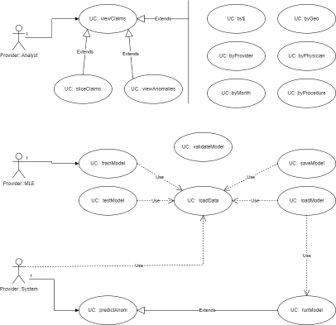 UC: viewClaims
Extends
UC: by$
UC: byGeo
Provider: Analyst
Extends
Extends
UC: byProvider
UC: byPhysician
UC: sliceClaims
UC: viewAnomalies
UC: byMonth
UC: byProcedure
UC: validateModel
UC: trainModel
UC: saveModel
Provider: MLE
Use
Use
UC: testModel
Use
UC: loadData
Use
UC: loadModel
Use
Use
Provider: System
UC: predictAnom
Extends
UC: runModel